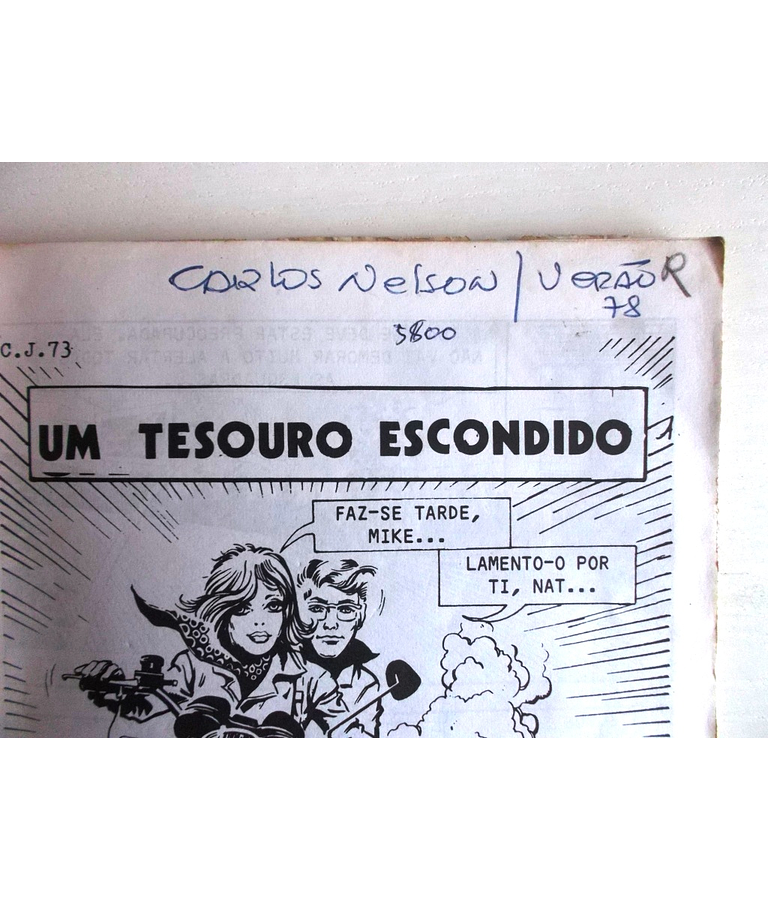 CARLOS Nelson / VERÃO R
78
5800
C.J.73
UM TESOURO ESCONDIDO
FAZ-SE TARDE,
MIKE...
LAMENTO-O POR
TI, NAT...